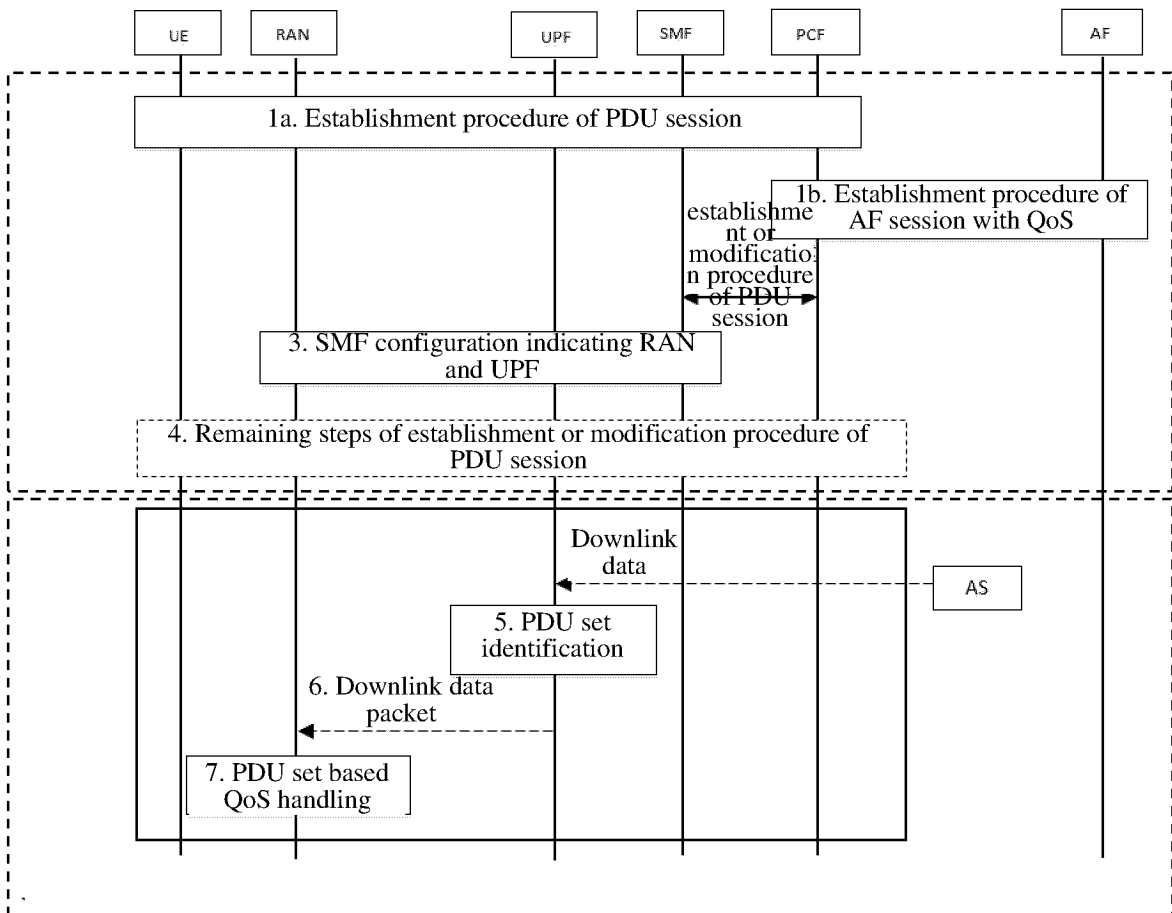 UE
RAN
UPF
SMF
PCF
AF
1a. Establishment procedure of PDU session
1b. Establishment procedure of
AF session with QoS
establishme
nt or
modificatio
n procedure
of PDU
session
3. SMF configuration indicating RAN
and UPF
4. Remaining steps of establishment or modification procedure of
PDU session
Downlink
data
AS
5. PDU set
identification
6. Downlink data
packet
7. PDU set based
QoS handling